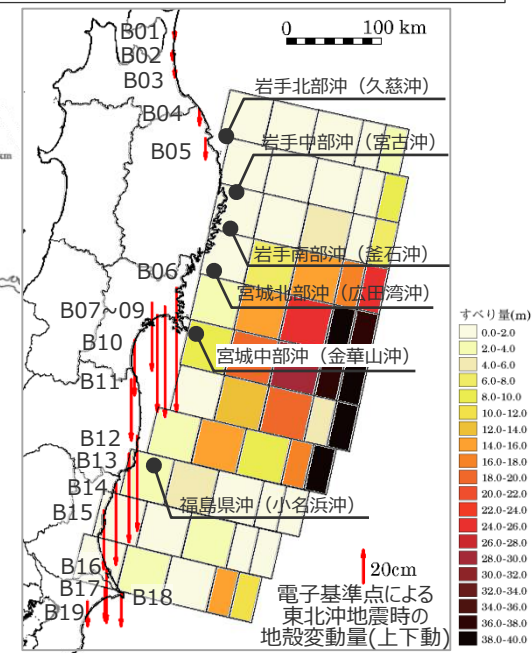 0 100 km
B01
B02
B03
岩手北部沖（久慈沖）
B04
岩手中部沖（宮古沖）
B05
km
岩手南部沖（釜石沖）
B06
宮城北部沖（広田湾沖）
B07~09
B10
宮城中部沖（金華山沖）
B11
B12
B13
B14
福島県沖（小名浜沖）
B15
B16
B17
B18
B19
20cm
電子基準点による
東北沖地震時の
地殻変動量(上下動)
すべり量(m)
0.0-2.0
2.0-4.0
4.0-6.0
6.0-8.0
8.0-10.0
10.0-12.0
12.0-14.0
14.0-16.0
16.0-18.0
18.0-20.0
20.0-22.0
22.0-24.0
24.0-26.0
26.0-28.0
28.0-30.0
30.0-32.0
32.0-34.0
34.0-36.0
36.0-38.0
38.0-40.0